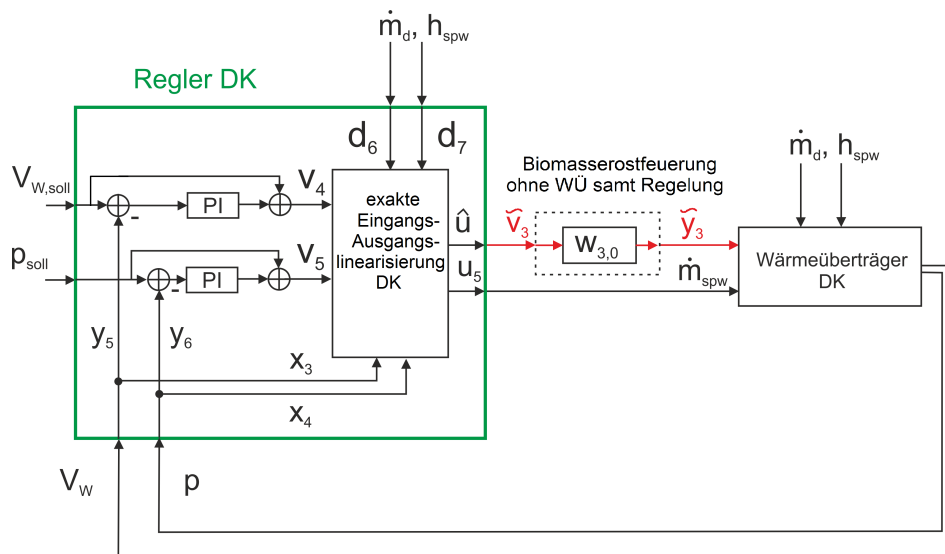 ṁd, hspw
Regler DK
d6 d7
VW,soll
-
PI
v4
psoll
-
PI
v5
exakte
Eingangs-
Ausgangs-
linearisierung
DK
û
u5
Biomasserostfeuerung
ohne WÜ samt Regelung
ṽ3
w3,0
ỹ3
ṁspw
ṁd, hspw
Wärmeüberträger
DK
y5
y6
x3
x4
VW
p